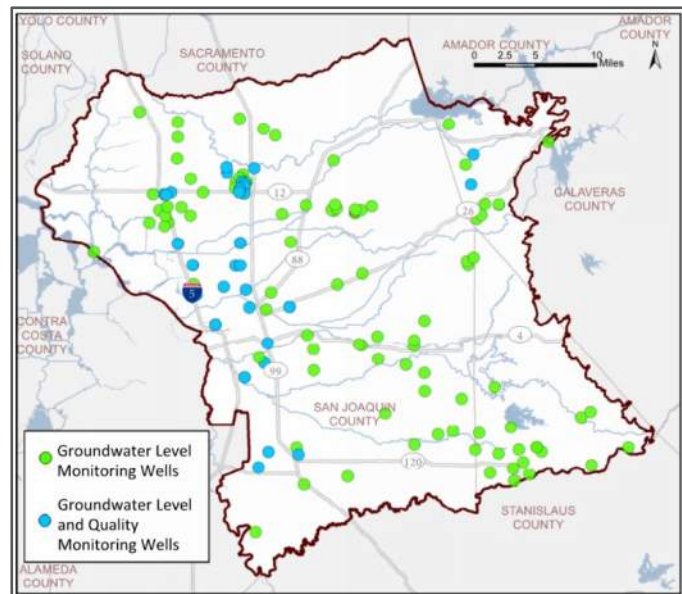 YOLO COUNTY
SOLANO
COUNTY
SACRAMENTO
COUNTY
AMADOR COUNTY
AMADOR
COUNTY
N
0 2.5 5 10
Miles
12
26
CALAVERAS
COUNTY
88
5
CONTRA
COSTA
COUNTY
4
99
SAN JOAQUIN
COUNTY
120
STANISLAUS
COUNTY
ALAMEDA
COUNTY
Groundwater Level
Monitoring Wells
Groundwater Level
and Quality
Monitoring Wells